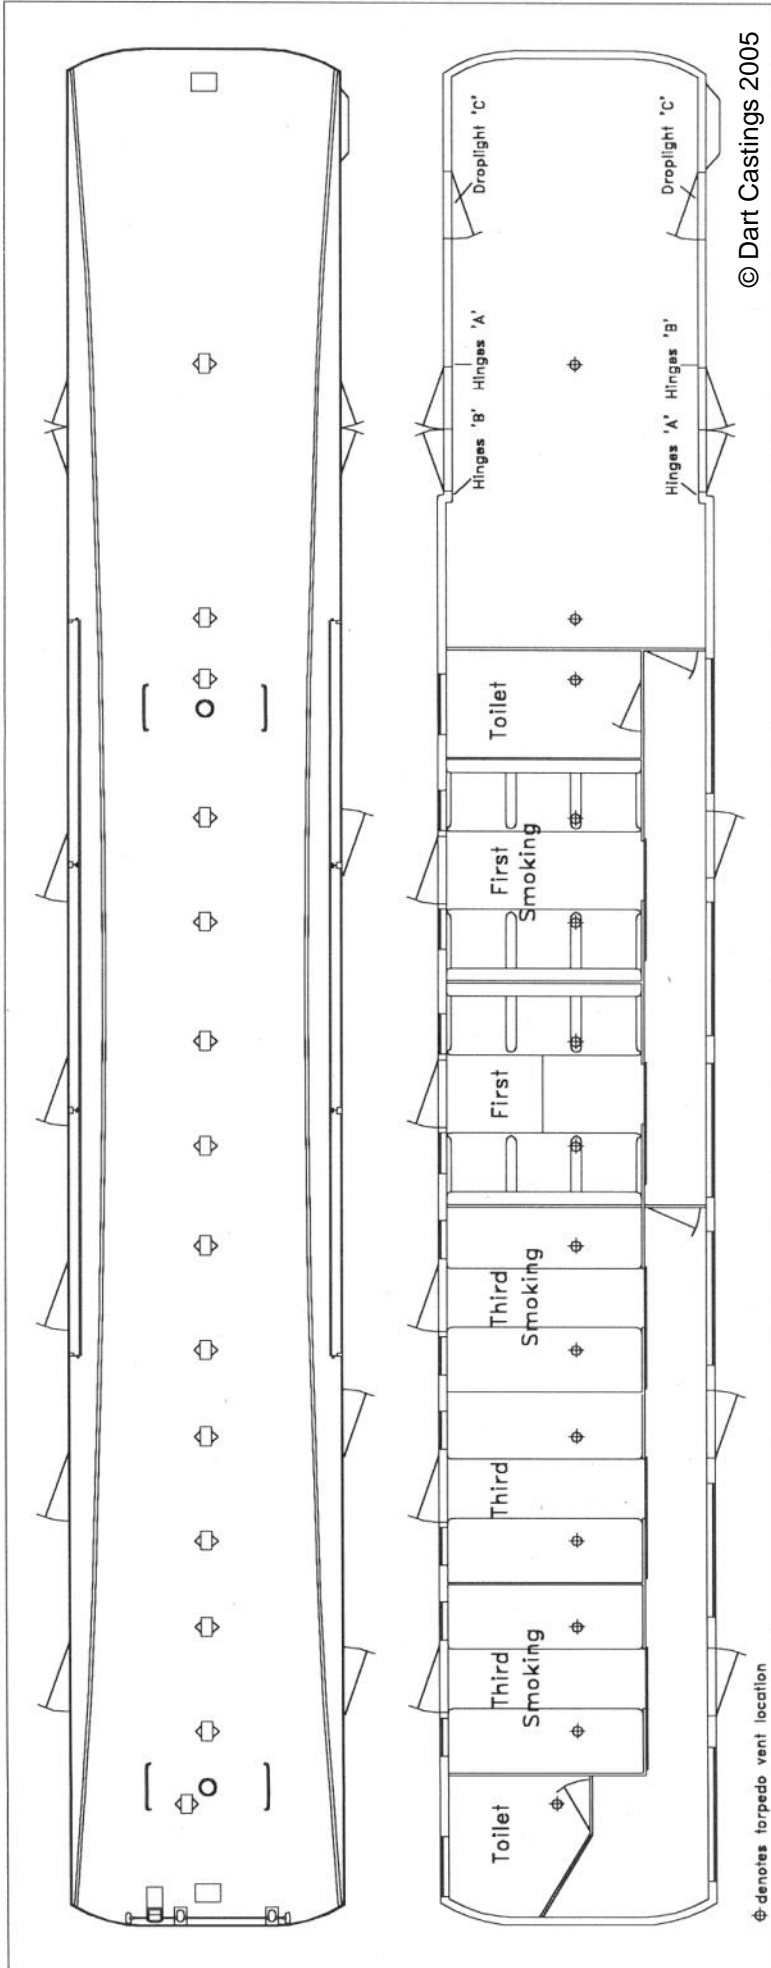 © Dart Castings 2005
Droplight 'C'
Droplight 'C'
Hinges 'B' Hinges 'A'
Hinges 'A' Hinges 'B'
Toilet
First
Smoking
First
Third
Smoking
Third
Third
Smoking
Toilet
denotes torpedo vent location